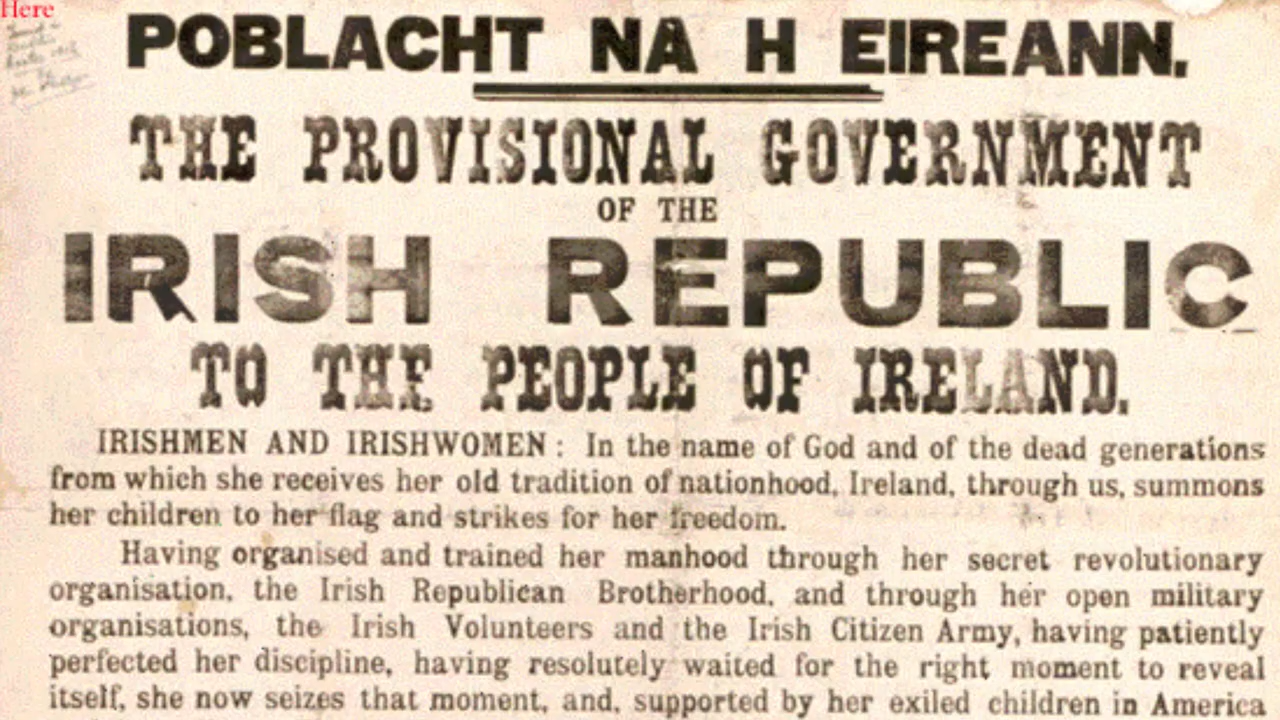 Here
POBLACHT NA H EIREANN.
THE PROVISIONAL GOVERNMENT
OF THE
IRISH REPUBLIC
TO THE PEOPLE OF IRELAND.
IRISHMEN AND IRISHWOMEN: In the name of God and of the dead generations
from which she receives her old tradition of nationhood, Ireland, through us, summons
her children to her flag and strikes for her freedom.
Having organised and trained her manhood through her secret revolutionary
organisation, the Irish Republican Brotherhood, and through her open military
organisations, the Irish Volunteers and the Irish Citizen Army, having patiently
perfected her discipline, having resolutely waited for the right moment to reveal
itself, she now seizes that moment, and, supported by her exiled children in America